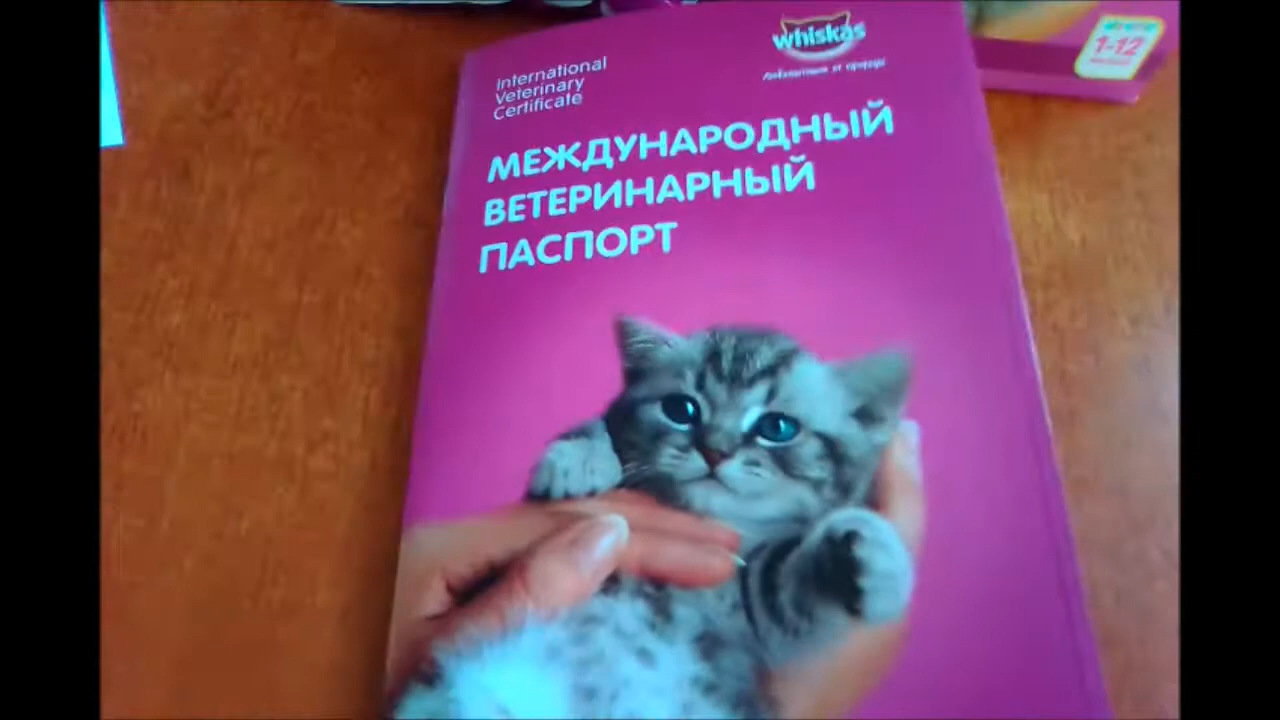 International
Veterinary
Certificate
whiskas
МЕЖДУНАРОДНЫЙ
ВЕТЕРИНАРНЫЙ
ПАСПОРТ
1-12